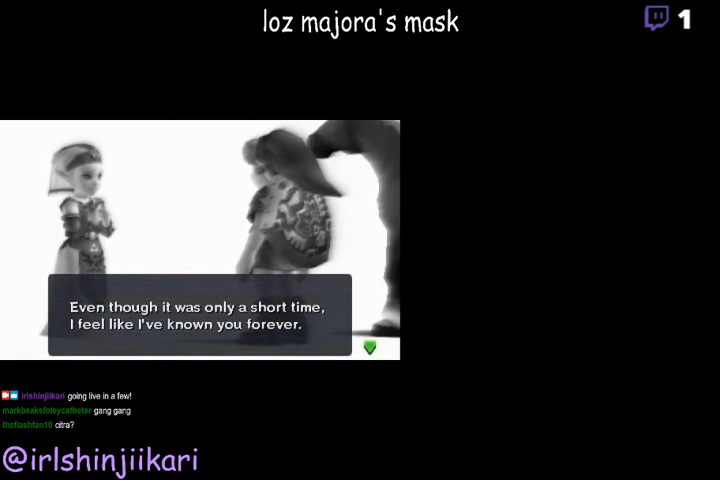 loz majora's mask
1
Even though it was only a short time,
I feel like I've known you forever.
irlshinjiikari going live in a few!
markbeaksfoleycatheter gang gang
theflashfan10 citra?
@irlshinjiikari